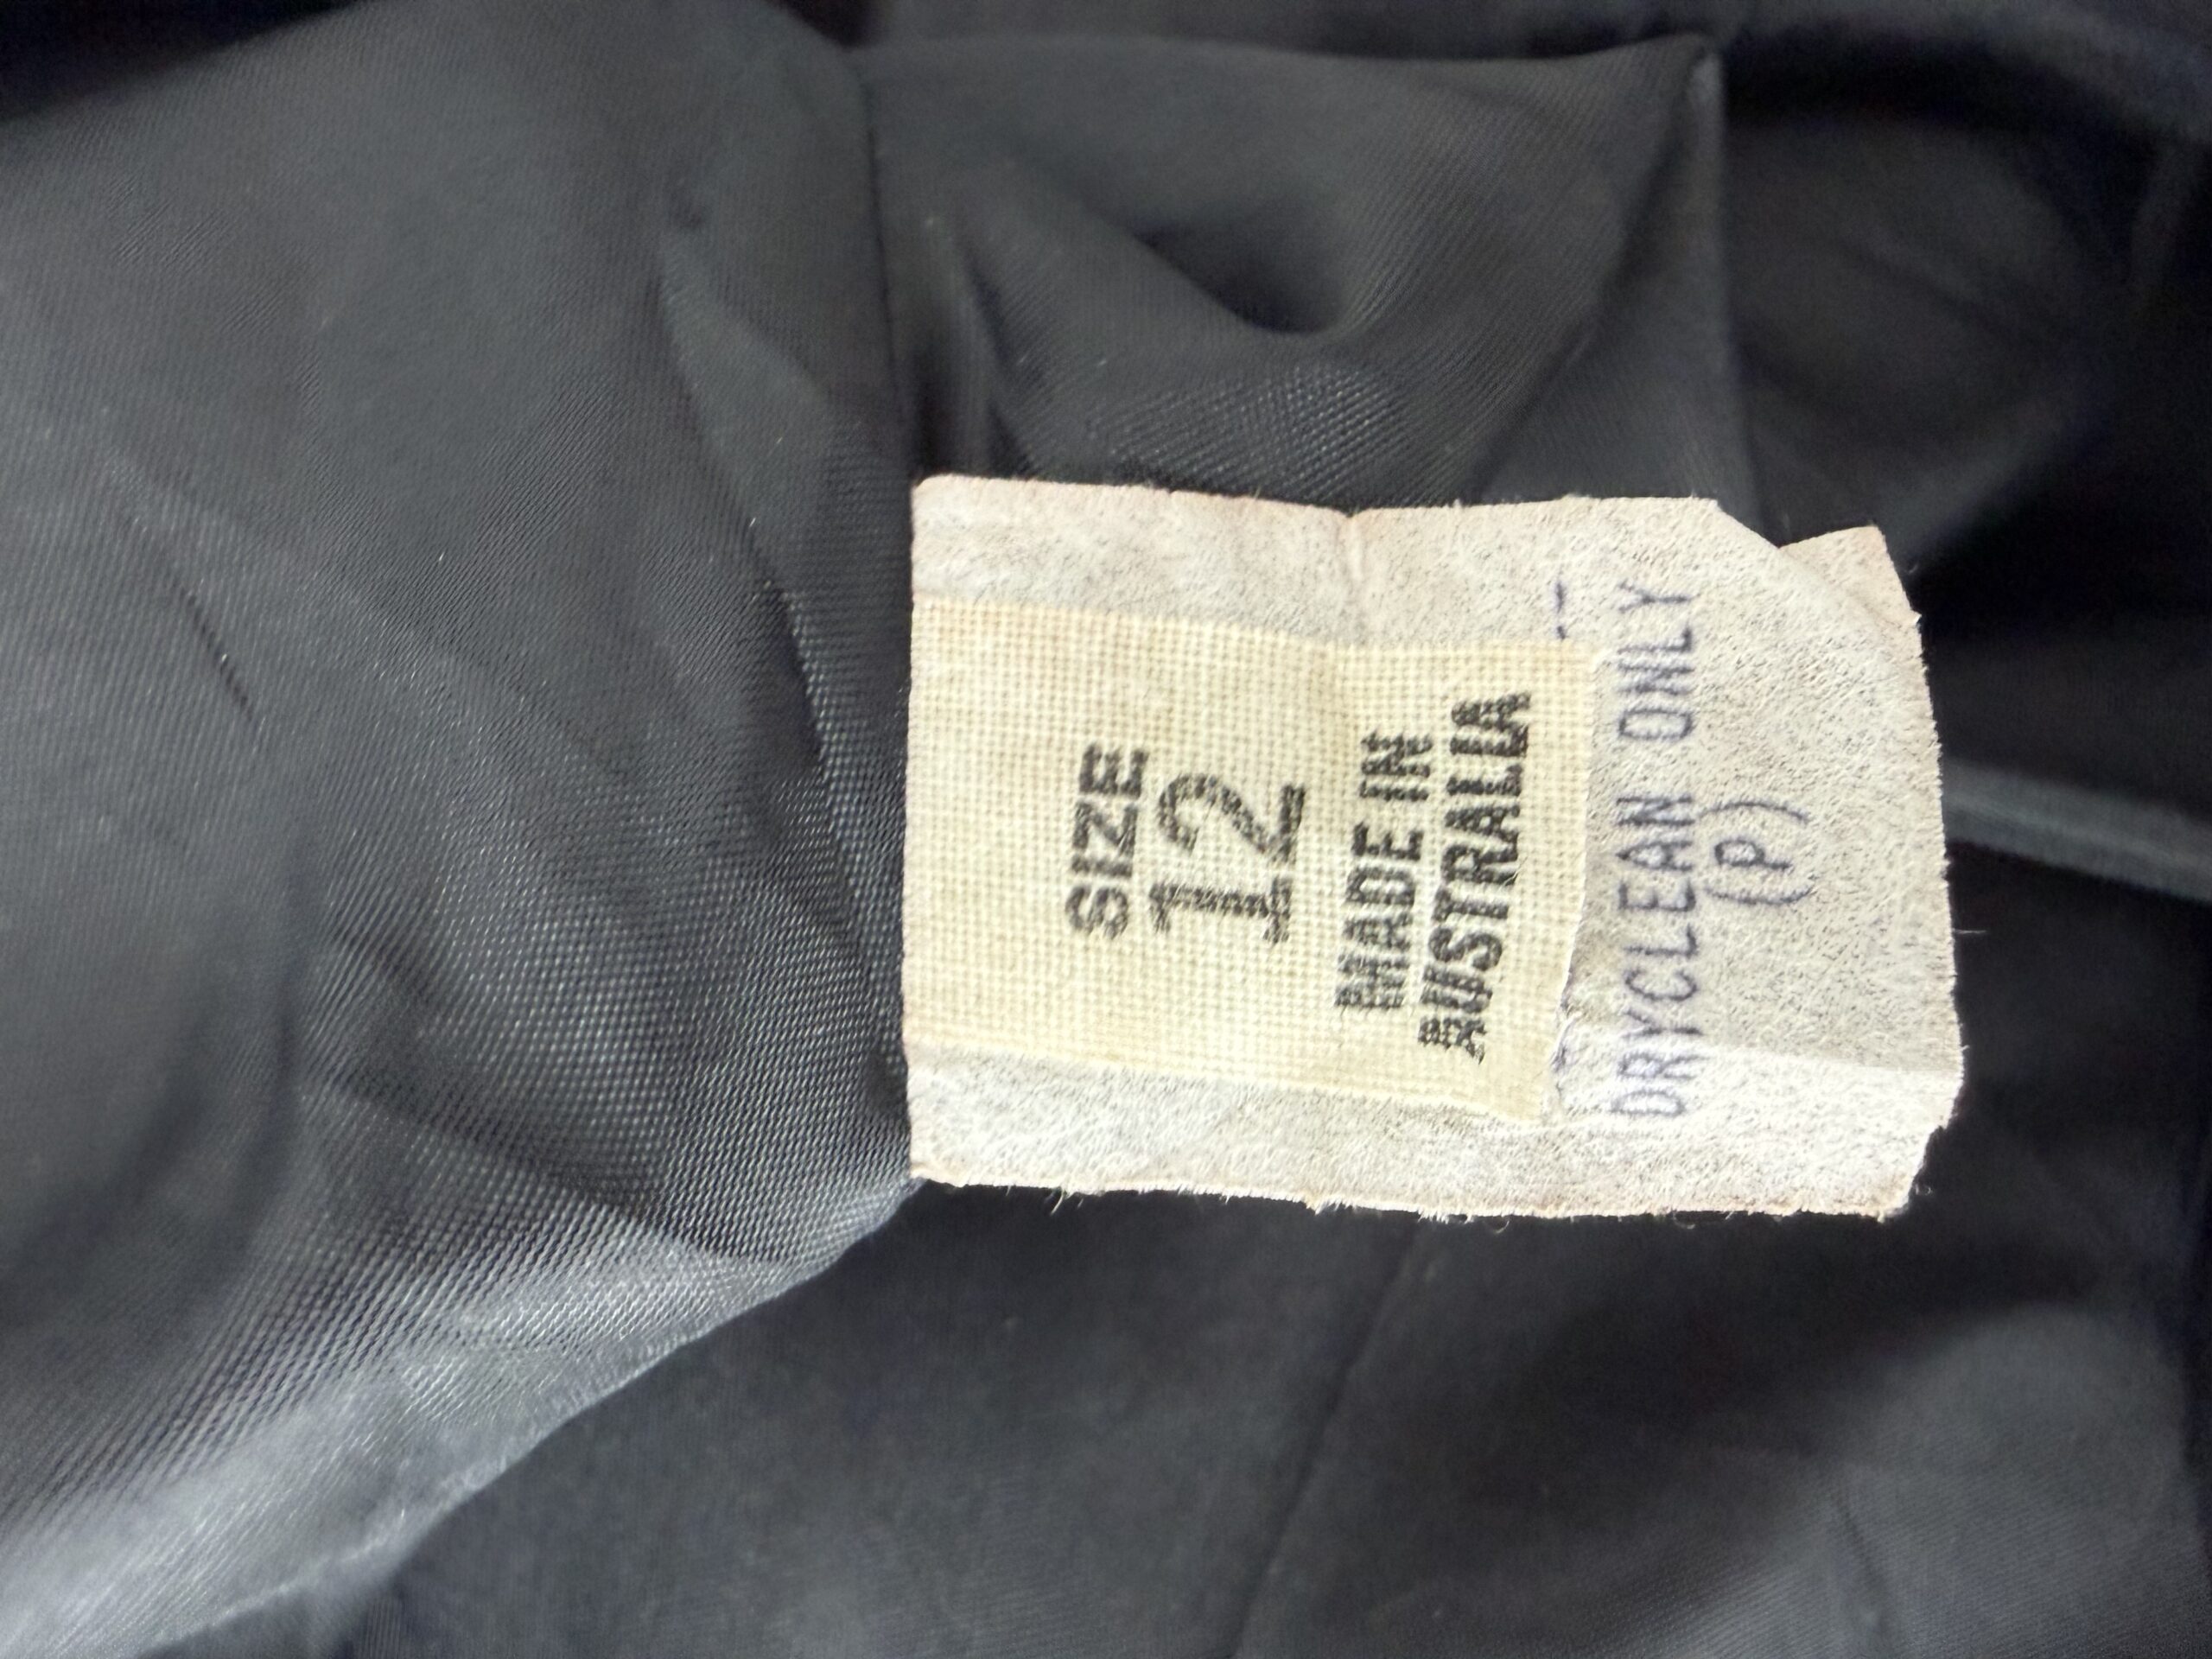 SIZE
12
MADE IN
AUSTRALIA
DRYCLEAN ONLY
(P)